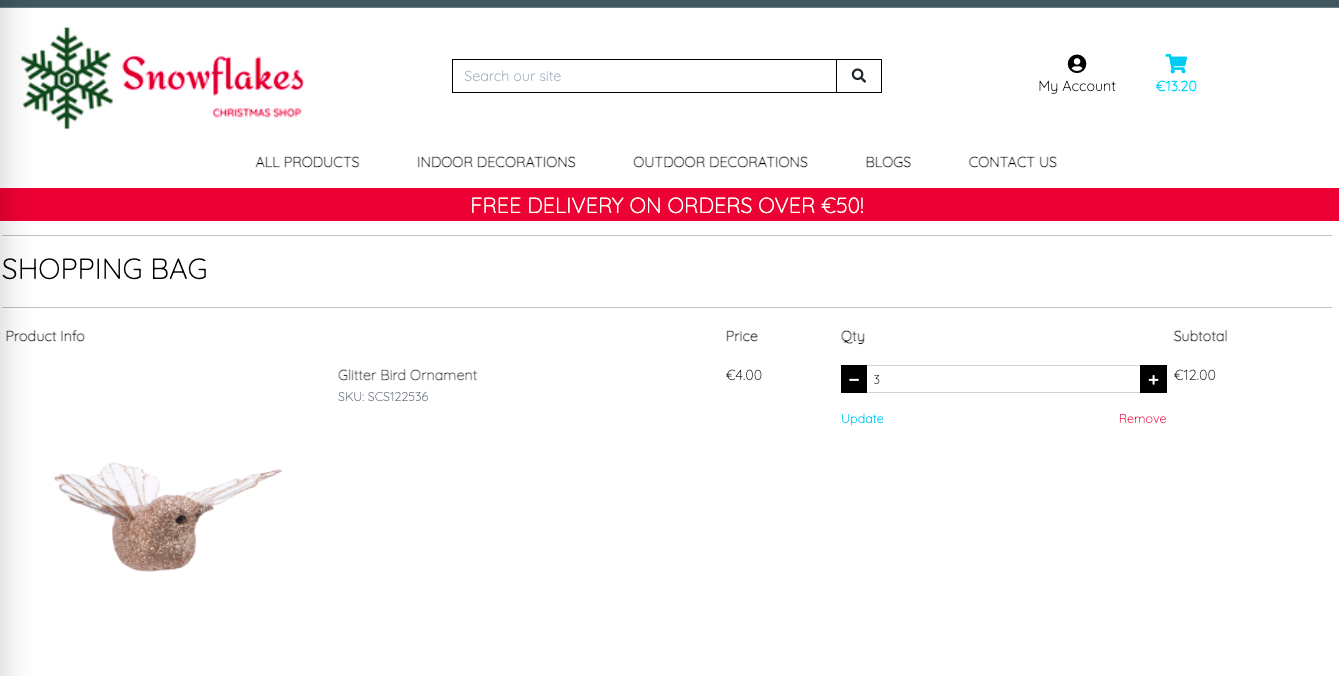 Snowflakes
CHRISTMAS SHOP
Search our site
My Account
€13.20
ALL PRODUCTS INDOOR DECORATIONS OUTDOOR DECORATIONS BLOGS CONTACT US
FREE DELIVERY ON ORDERS OVER €50!
SHOPPING BAG
Product Info Price Qty Subtotal
Glitter Bird Ornament €4.00 3 €12.00
SKU: SCS122536
Update Remove